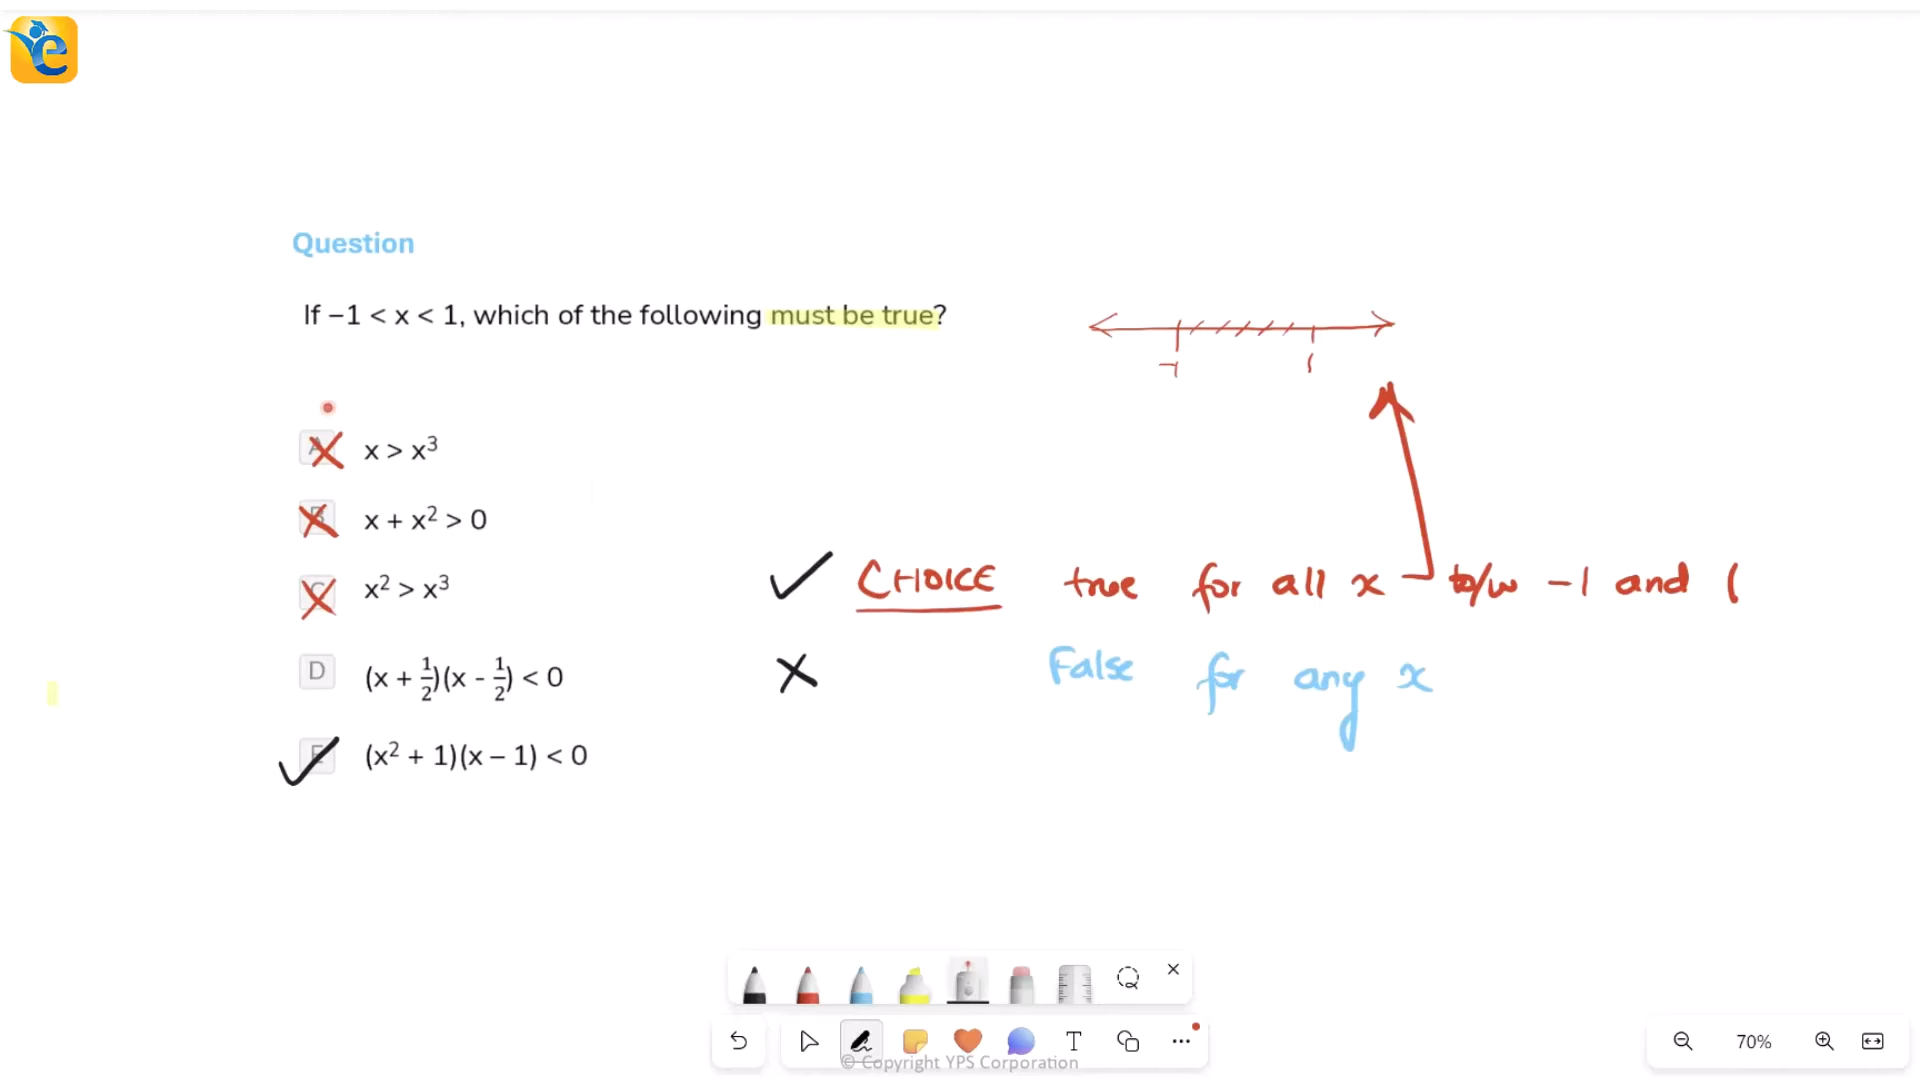 e
Question
If −1 < x < 1, which of the following must be true?
-1 1
A x > x³
B x + x² > 0
C x² > x³
CHOICE true for all x b/w -1 and 1
D (x + 1/2)(x - 1/2) < 0
False for any x
E (x² + 1)(x − 1) < 0
T
70%
© Copyright YPS Corporation